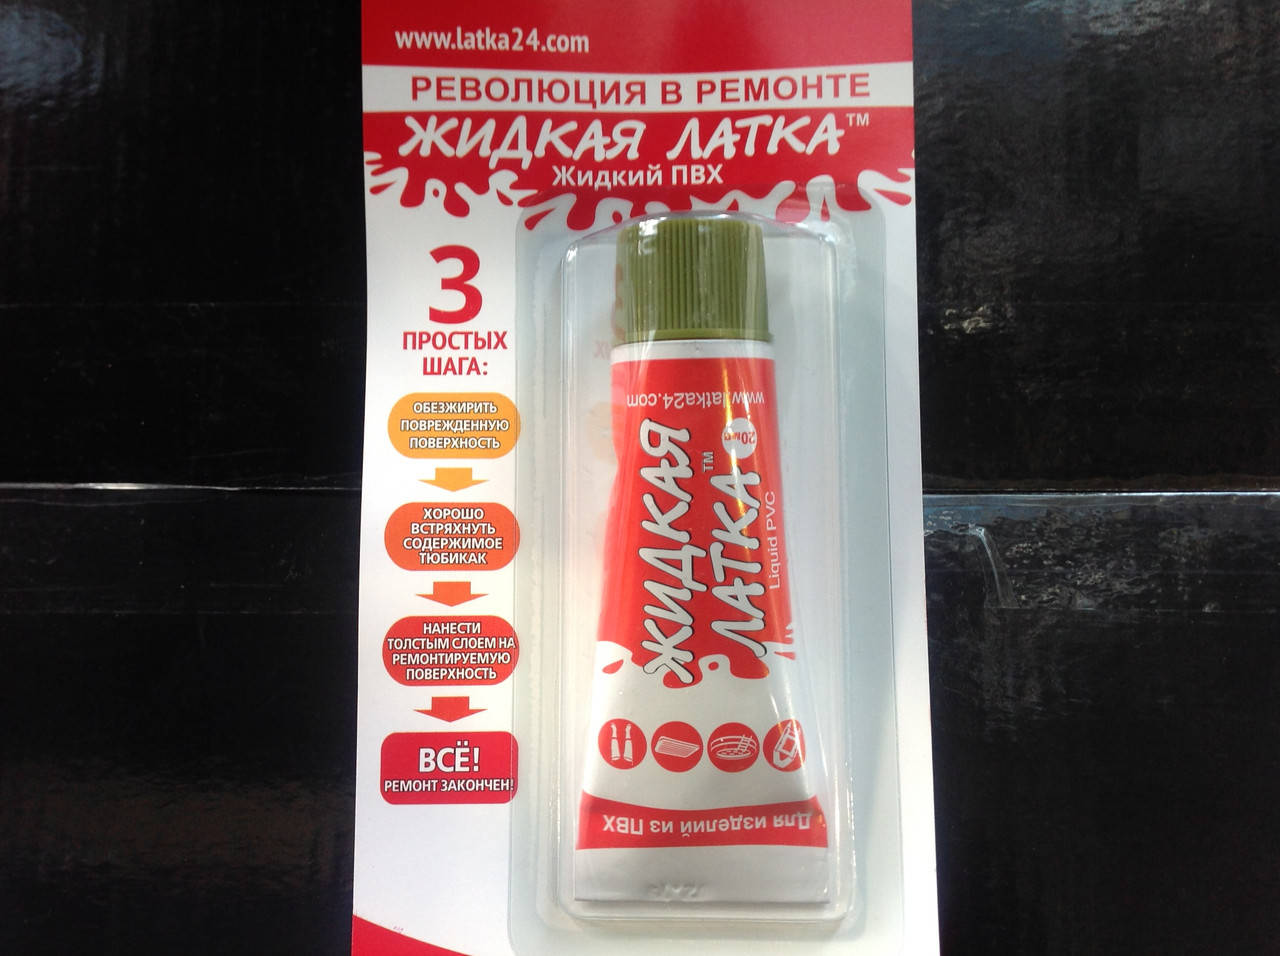 www.latka24.com
РЕВОЛЮЦИЯ В РЕМОНТЕ
ЖИДКАЯ ЛАТКА™
Жидкий ПВХ
3
ПРОСТЫХ
ШАГА:
ОБЕЗЖИРИТЬ
ПОВРЕЖДЕННУЮ
ПОВЕРХНОСТЬ
ХОРОШО
ВСТРЯХНУТЬ
СОДЕРЖИМОЕ
ТЮБИКАК
НАНЕСТИ
ТОЛСТЫМ СЛОЕМ НА
РЕМОНТИРУЕМУЮ
ПОВЕРХНОСТЬ
ВСЁ!
РЕМОНТ ЗАКОНЧЕН!
www.latka24.com
20мл
ЖИДКАЯ
ЛАТКА™
Liquid PVC
Для изделий из ПВХ